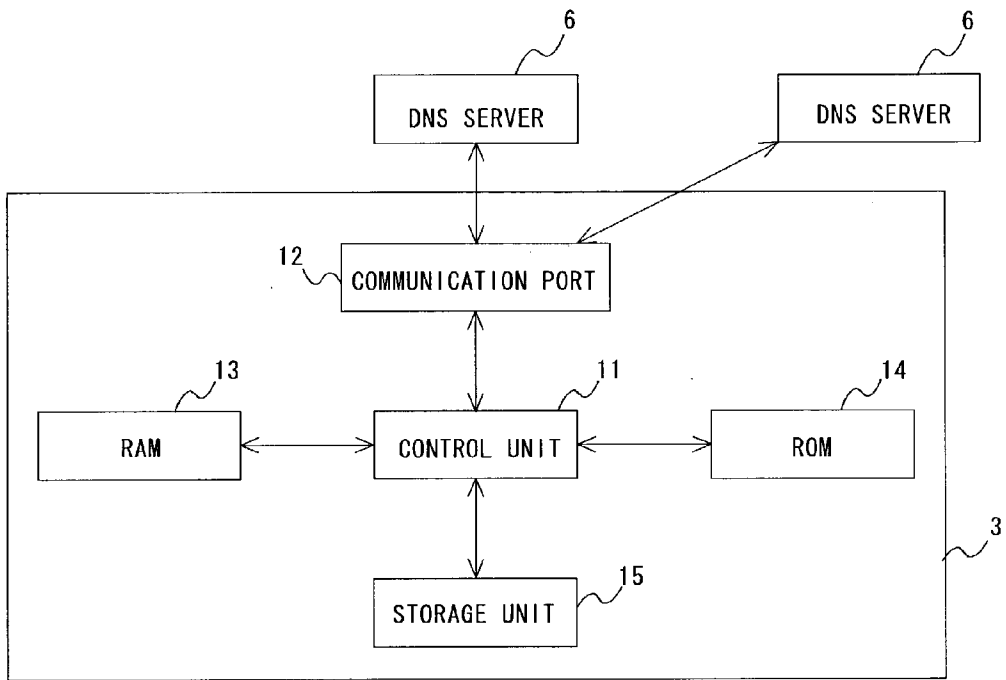 6
6
DNS SERVER
DNS SERVER
12
COMMUNICATION PORT
13
11
14
RAM
CONTROL UNIT
ROM
3
15
STORAGE UNIT